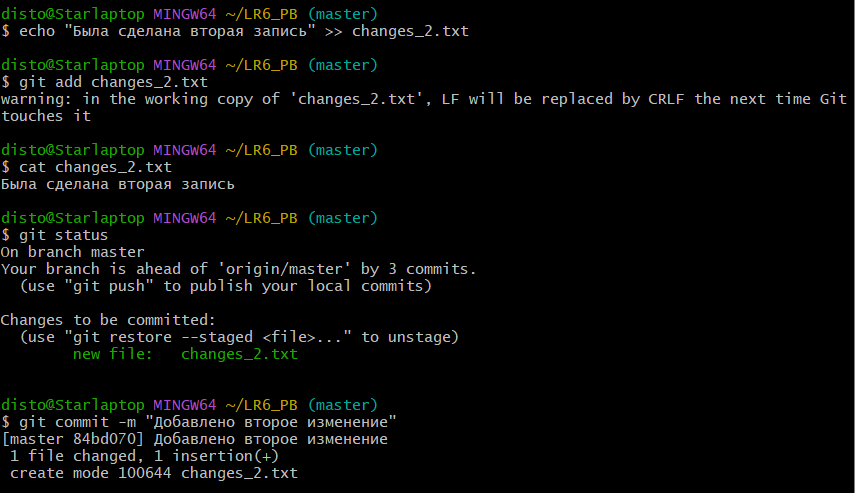 disto@Starlaptop MINGW64 ~/LR6_PB (master)
$ echo "Была сделана вторая запись" >> changes_2.txt
disto@Starlaptop MINGW64 ~/LR6_PB (master)
$ git add changes_2.txt
warning: in the working copy of 'changes_2.txt', LF will be replaced by CRLF the next time Git
touches it
disto@Starlaptop MINGW64 ~/LR6_PB (master)
$ cat changes_2.txt
Была сделана вторая запись
disto@Starlaptop MINGW64 ~/LR6_PB (master)
$ git status
On branch master
Your branch is ahead of 'origin/master' by 3 commits.
  (use "git push" to publish your local commits)
Changes to be committed:
  (use "git restore --staged <file>..." to unstage)
        new file:   changes_2.txt
disto@Starlaptop MINGW64 ~/LR6_PB (master)
$ git commit -m "Добавлено второе изменение"
[master 84bd070] Добавлено второе изменение
 1 file changed, 1 insertion(+)
 create mode 100644 changes_2.txt